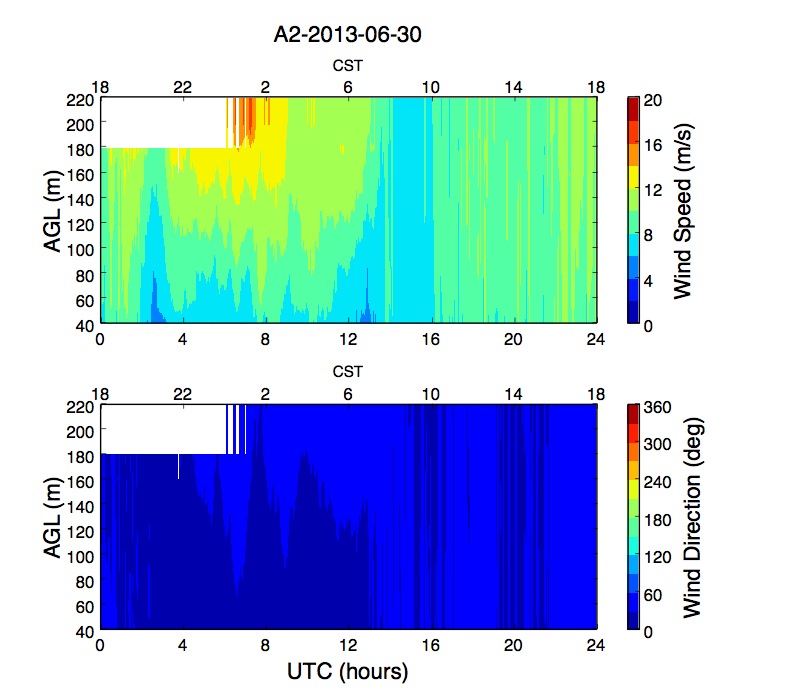 A2-2013-06-30
CST
18 22 2 6 10 14 18
220
200
180
160
140
120
100
80
60
40
AGL (m)
0 4 8 12 16 20 24
20
16
12
8
4
0
Wind Speed (m/s)
CST
18 22 2 6 10 14 18
220
200
180
160
140
120
100
80
60
40
AGL (m)
0 4 8 12 16 20 24
UTC (hours)
360
300
240
180
120
60
0
Wind Direction (deg)